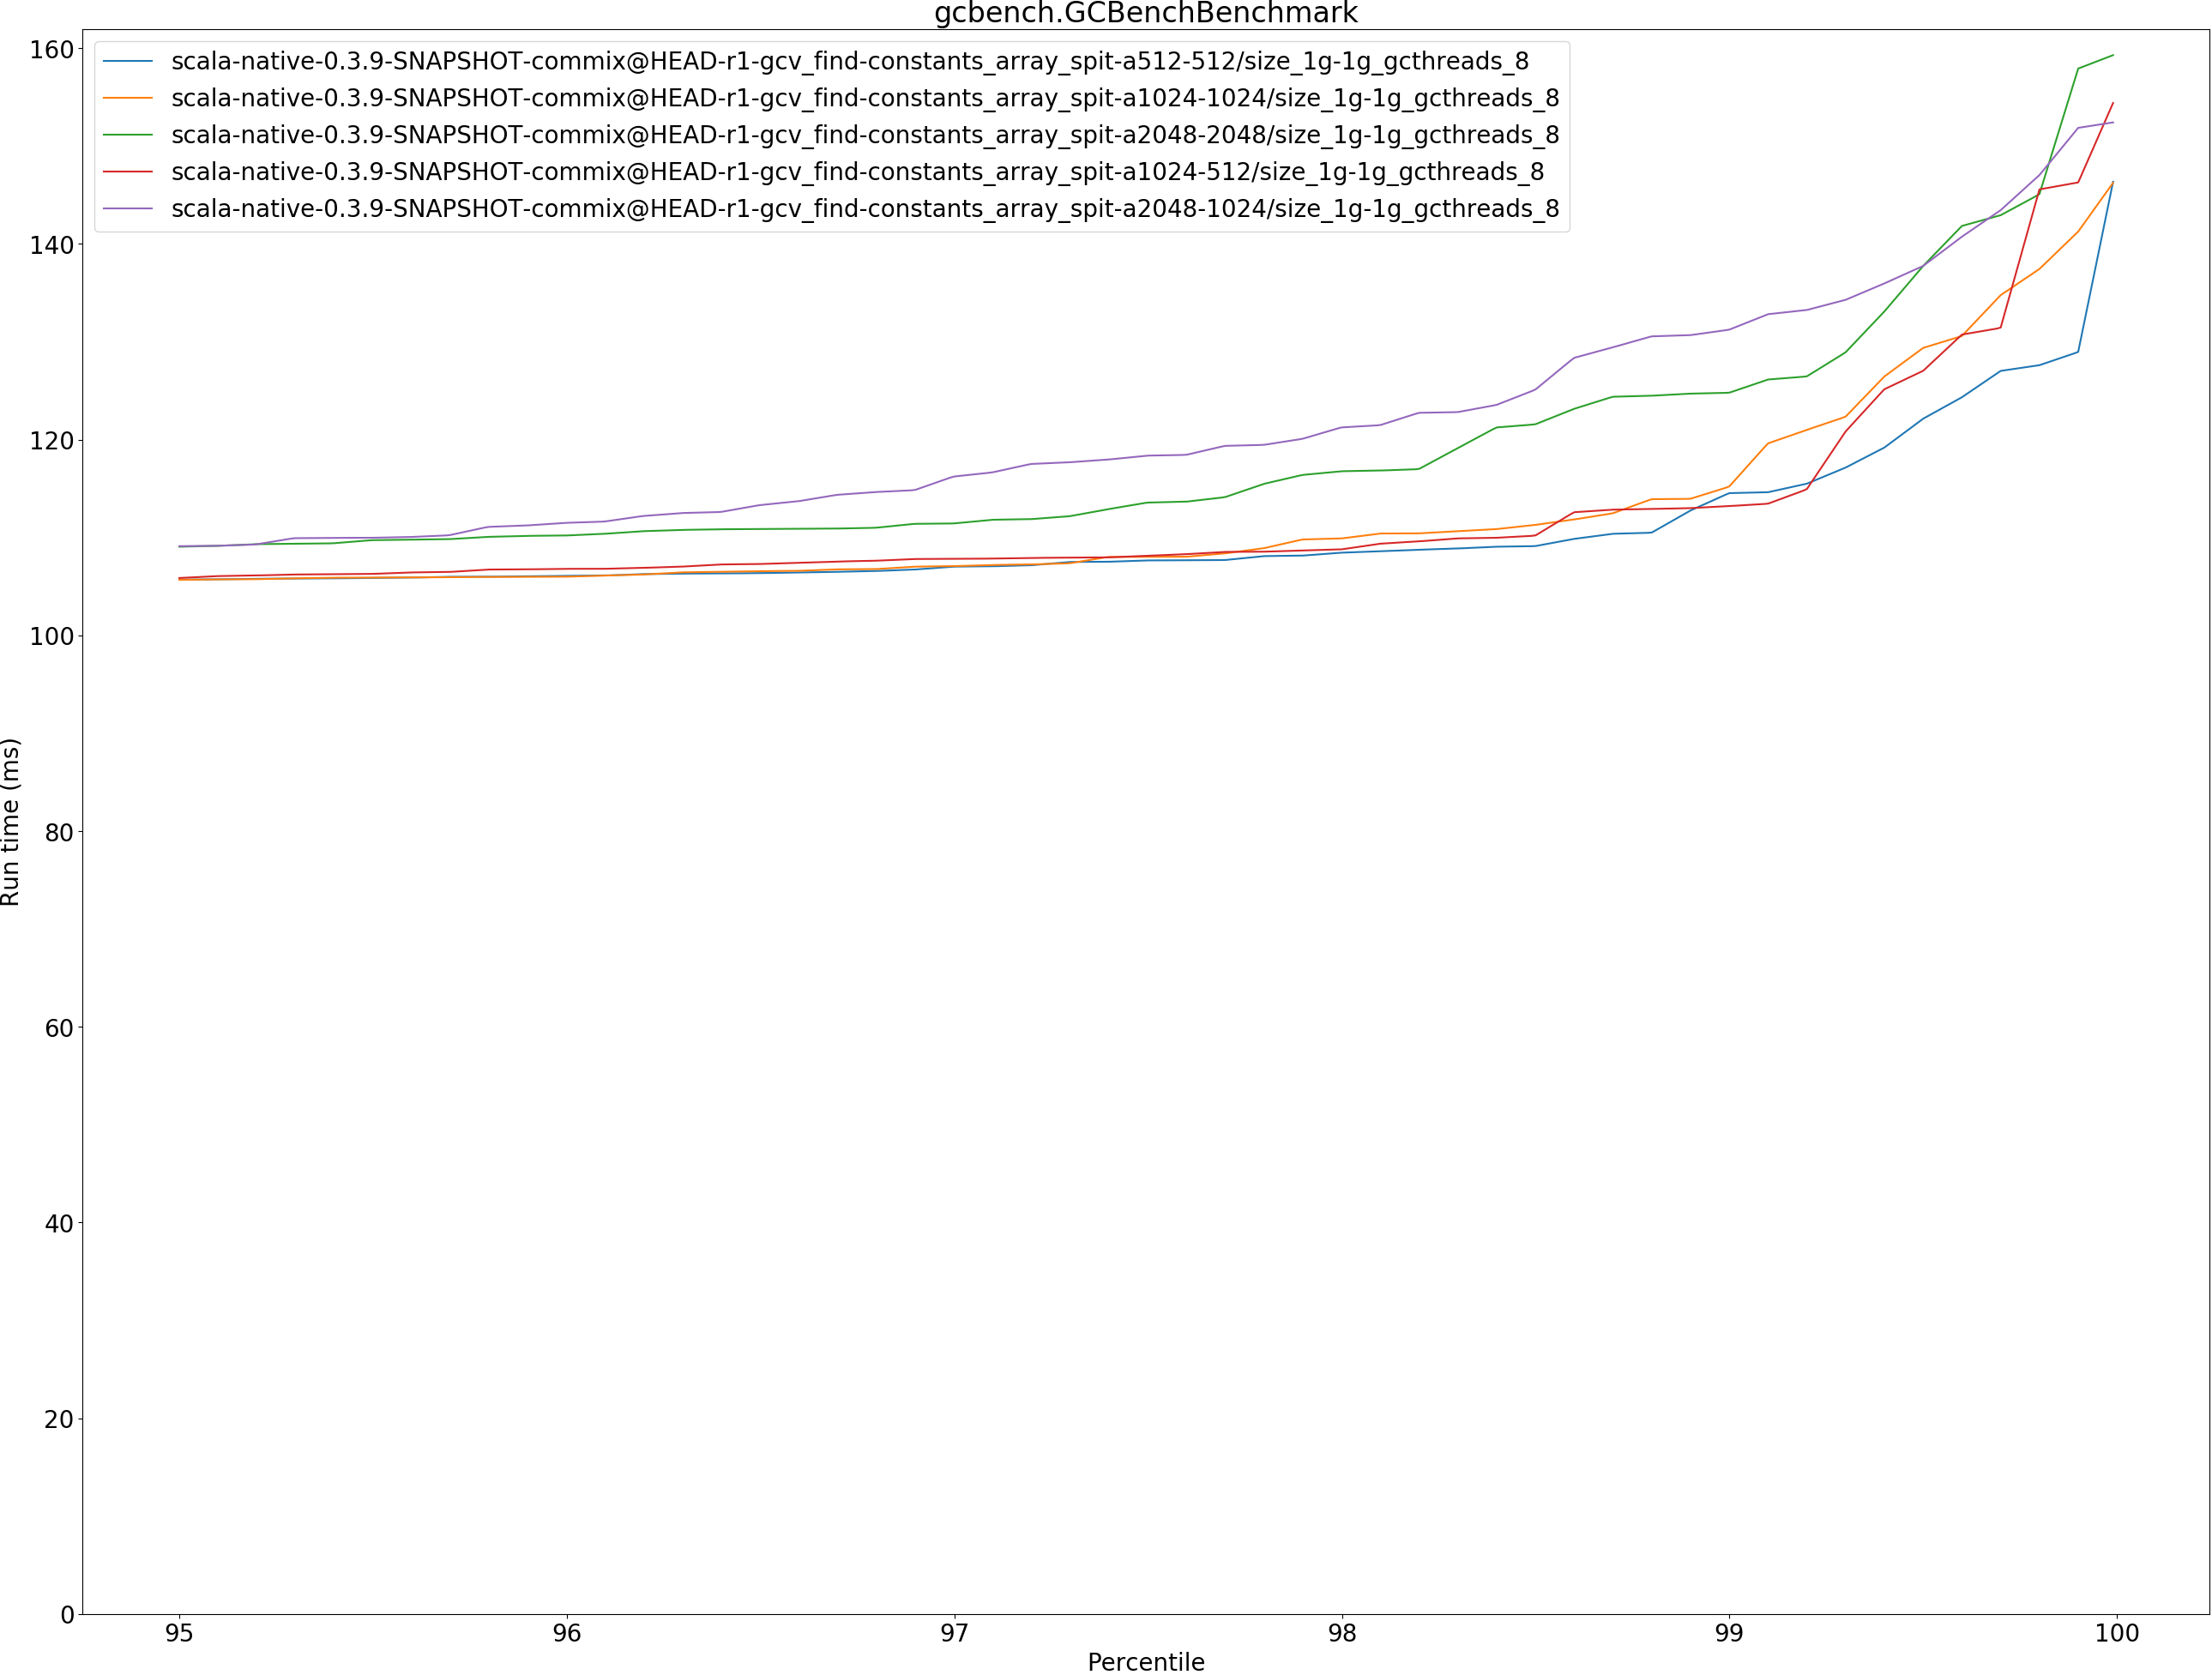 gcbench.GCBenchBenchmark
160
140
120
100
80
60
40
20
0
scala-native-0.3.9-SNAPSHOT-commix@HEAD-r1-gcv_find-constants_array_spit-a512-512/size_1g-1g_gcthreads_8
scala-native-0.3.9-SNAPSHOT-commix@HEAD-r1-gcv_find-constants_array_spit-a1024-1024/size_1g-1g_gcthreads_8
scala-native-0.3.9-SNAPSHOT-commix@HEAD-r1-gcv_find-constants_array_spit-a2048-2048/size_1g-1g_gcthreads_8
scala-native-0.3.9-SNAPSHOT-commix@HEAD-r1-gcv_find-constants_array_spit-a1024-512/size_1g-1g_gcthreads_8
scala-native-0.3.9-SNAPSHOT-commix@HEAD-r1-gcv_find-constants_array_spit-a2048-1024/size_1g-1g_gcthreads_8
Run time (ms)
95 96 97 98 99 100
Percentile